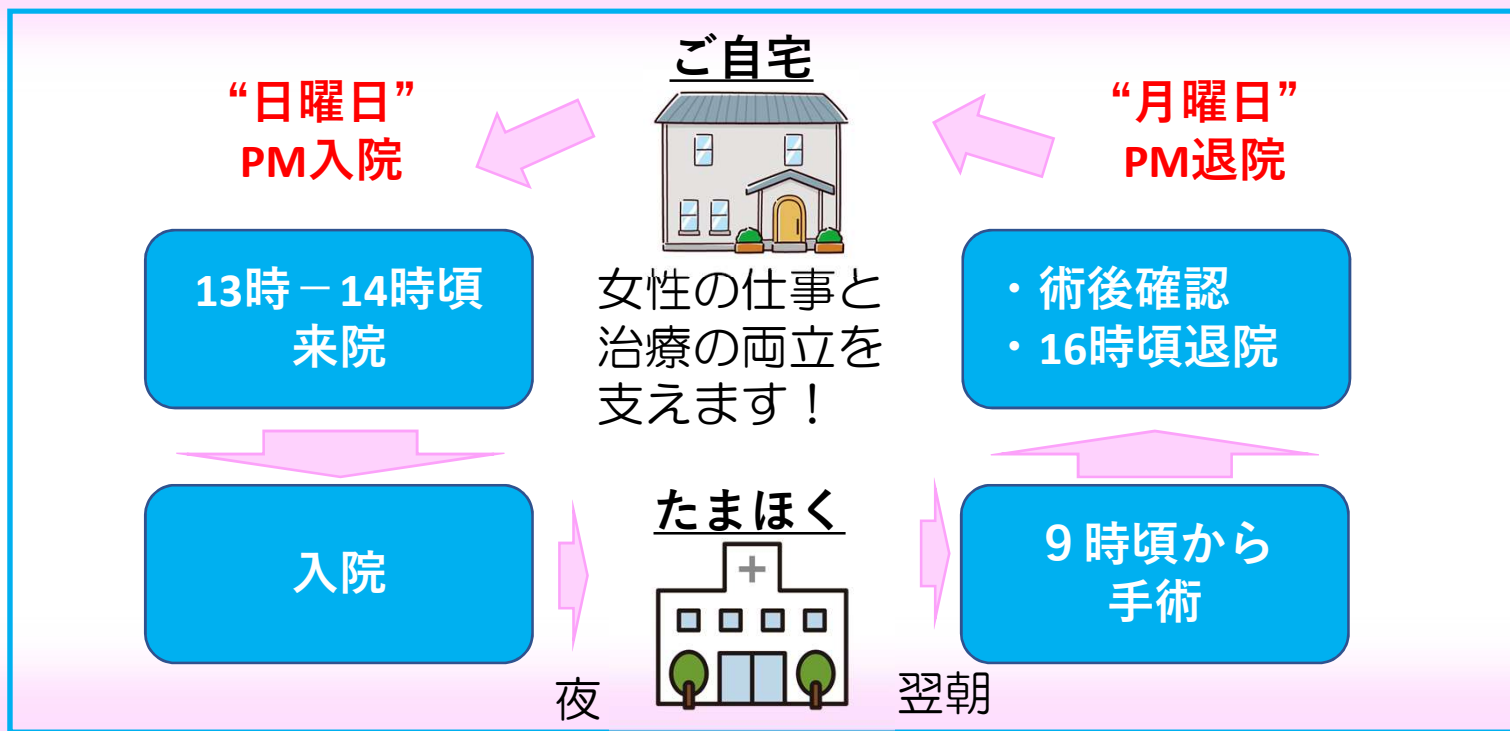 ご自宅
“日曜日”
PM入院
“月曜日”
PM退院
13時－14時頃
来院
女性の仕事と
治療の両立を
支えます！
・術後確認
・16時頃退院
入院
たまほく
９時頃から
手術
夜
翌朝